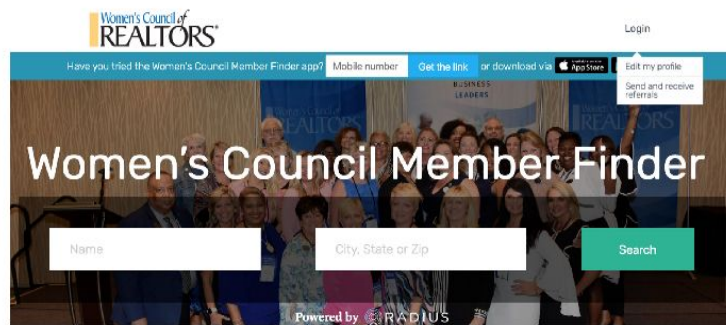 Women's Council of
REALTORS®
Login
Have you tried the Women's Council Member Finder app? Mobile number Get the link or download via App Store
Edit my profile
Send and receive
referrals
BUSINESS
LEADERS
REALTORS
Women's Council Member Finder
Name
City, State or Zip
Search
Powered by RADIUS